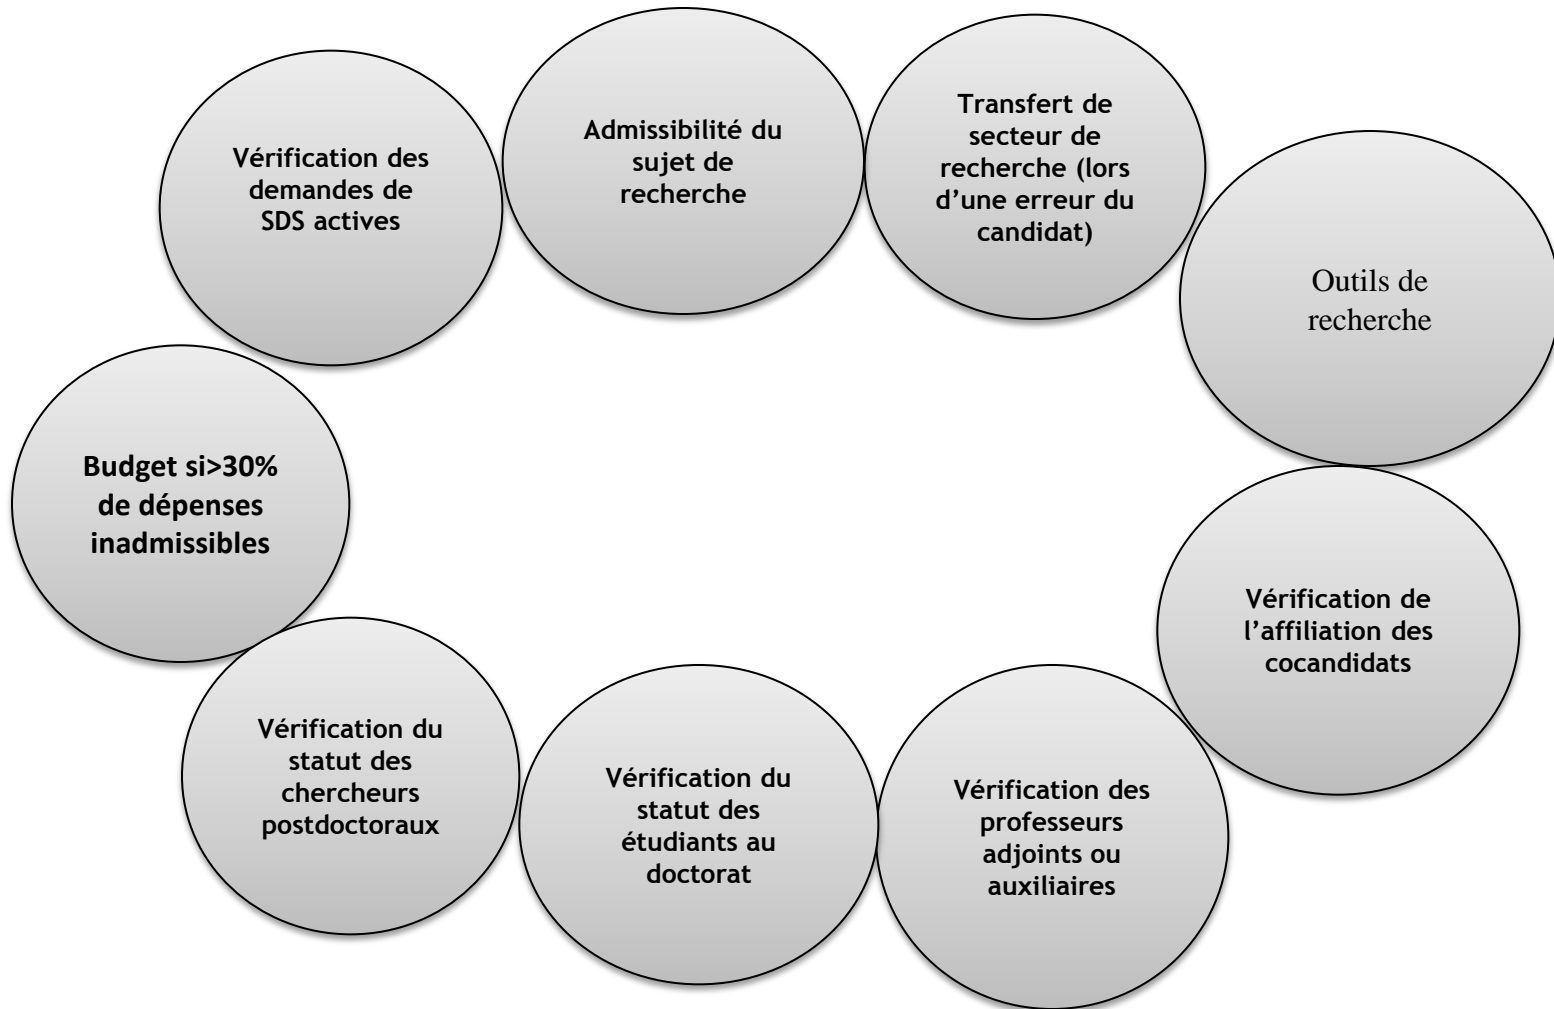 Vérification des
demandes de
SDS actives
Admissibilité du
sujet de
recherche
Transfert de
secteur de
recherche (lors
d’une erreur du
candidat)
Outils de
recherche
Budget si>30%
de dépenses
inadmissibles
Vérification de
l’affiliation des
cocandidats
Vérification du
statut des
chercheurs
postdoctoraux
Vérification du
statut des
étudiants au
doctorat
Vérification des
professeurs
adjoints ou
auxiliaires